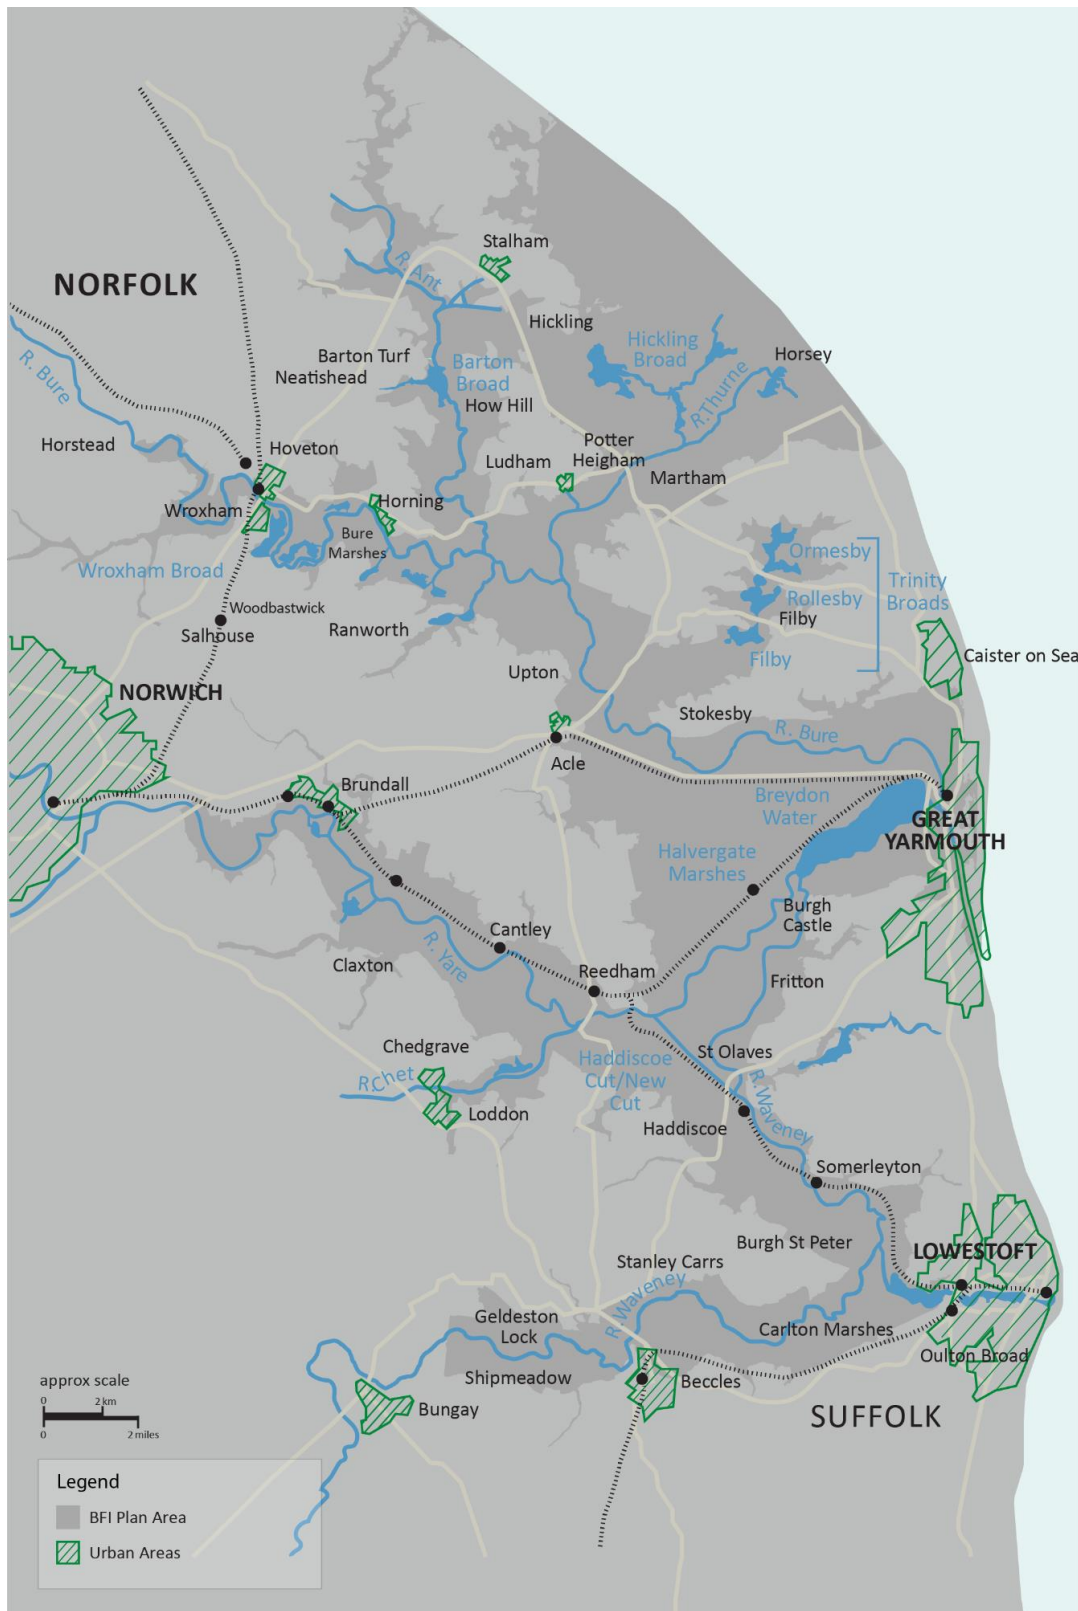 Stalham
R. Ant
NORFOLK
Hickling
Hickling
Broad
Horsey
R. Bure
Barton Turf
Barton
Broad
Neatishead
R.Thurne
How Hill
Horstead
Hoveton
Potter
Heigham
Ludham
Martham
Wroxham
Horning
Bure
Marshes
Ormesby
Wroxham Broad
Trinity
Broads
Rollesby
Woodbastwick
Filby
Salhouse
Ranworth
Filby
Caister on Sea
Upton
NORWICH
Stokesby
R. Bure
Acle
Brundall
Breydon
Water
GREAT
YARMOUTH
Halvergate
Marshes
Burgh
Castle
Cantley
R. Yare
Claxton
Reedham
Fritton
Chedgrave
St Olaves
Haddiscoe
Cut/New
Cut
R.Chet
R. Waveney
Loddon
Haddiscoe
Somerleyton
Burgh St Peter
LOWESTOFT
Stanley Carrs
R. Waveney
Geldeston
Lock
Carlton Marshes
Oulton Broad
Shipmeadow
Beccles
Bungay
SUFFOLK
approx scale
0 2 km
0 2 miles
Legend
BFI Plan Area
Urban Areas